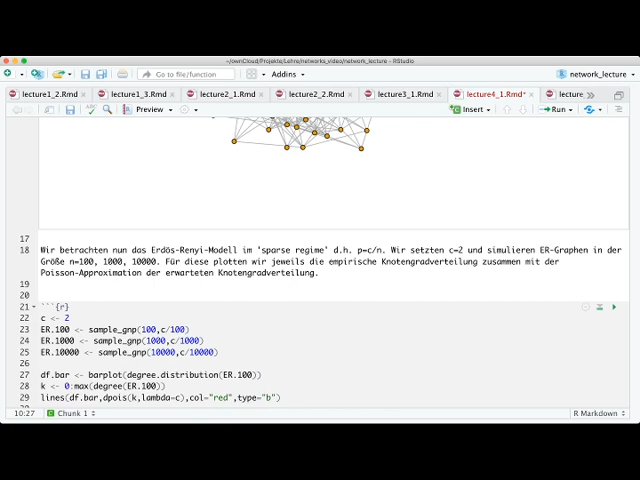 ~/ownCloud/Projekte/Lehre/networks_video/network_lecture - RStudio
Go to file/function
Addins
network_lecture
lecture1_2.Rmd
lecture1_3.Rmd
lecture2_1.Rmd
lecture2_2.Rmd
lecture3_1.Rmd
lecture4_1.Rmd*
lecture
ABC
Preview
Insert
Run
17
18 Wir betrachten nun das Erdös-Renyi-Modell im 'sparse regime' d.h. p=c/n. Wir setzten c=2 und simulieren ER-Graphen in der
Größe n=100, 1000, 10000. Für diese plotten wir jeweils die empirische Knotengradverteilung zusammen mit der
Poisson-Approximation der erwarteten Knotengradverteilung.
19
20
21 ```{r}
22 c <- 2
23 ER.100 <- sample_gnp(100,c/100)
24 ER.1000 <- sample_gnp(1000,c/1000)
25 ER.10000 <- sample_gnp(10000,c/10000)
26
27 df.bar <- barplot(degree.distribution(ER.100))
28 k <- 0:max(degree(ER.100))
29 lines(df.bar,dpois(k,lambda=c),col="red",type="b")
10:27
Chunk 1
R Markdown